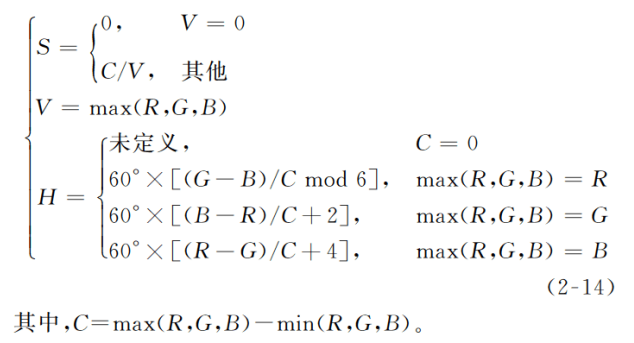 S = { 0, V = 0
C/V, 其他
V = max(R,G,B)
H = { 未定义, C = 0
60°×[(G−B)/C mod 6], max(R,G,B) = R
60°×[(B−R)/C+2], max(R,G,B) = G
60°×[(R−G)/C+4], max(R,G,B) = B
(2-14)
其中,C=max(R,G,B)−min(R,G,B)。